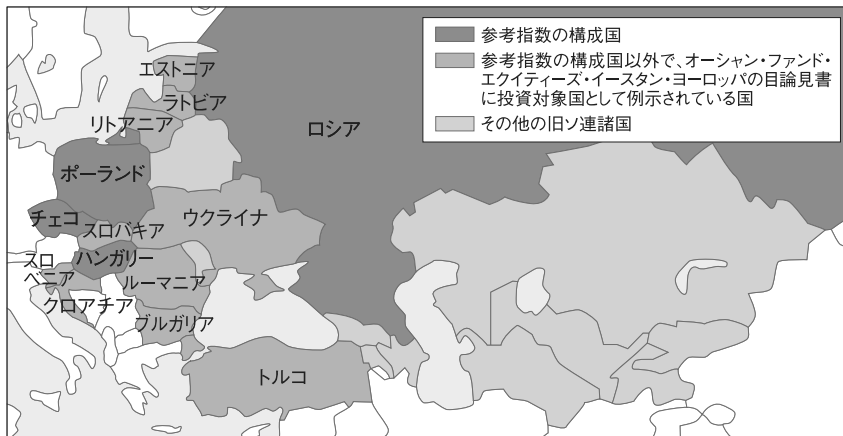 参考指数の構成国
参考指数の構成国以外で、オーシャン・ファンド・
エクイティーズ・イースタン・ヨーロッパの目論見書
に投資対象国として例示されている国
その他の旧ソ連諸国
エストニア
ラトビア
リトアニア
ロシア
ポーランド
チェコ
スロバキア
ウクライナ
スロ
ベニア
ハンガリー
ルーマニア
クロアチア
ブルガリア
トルコ